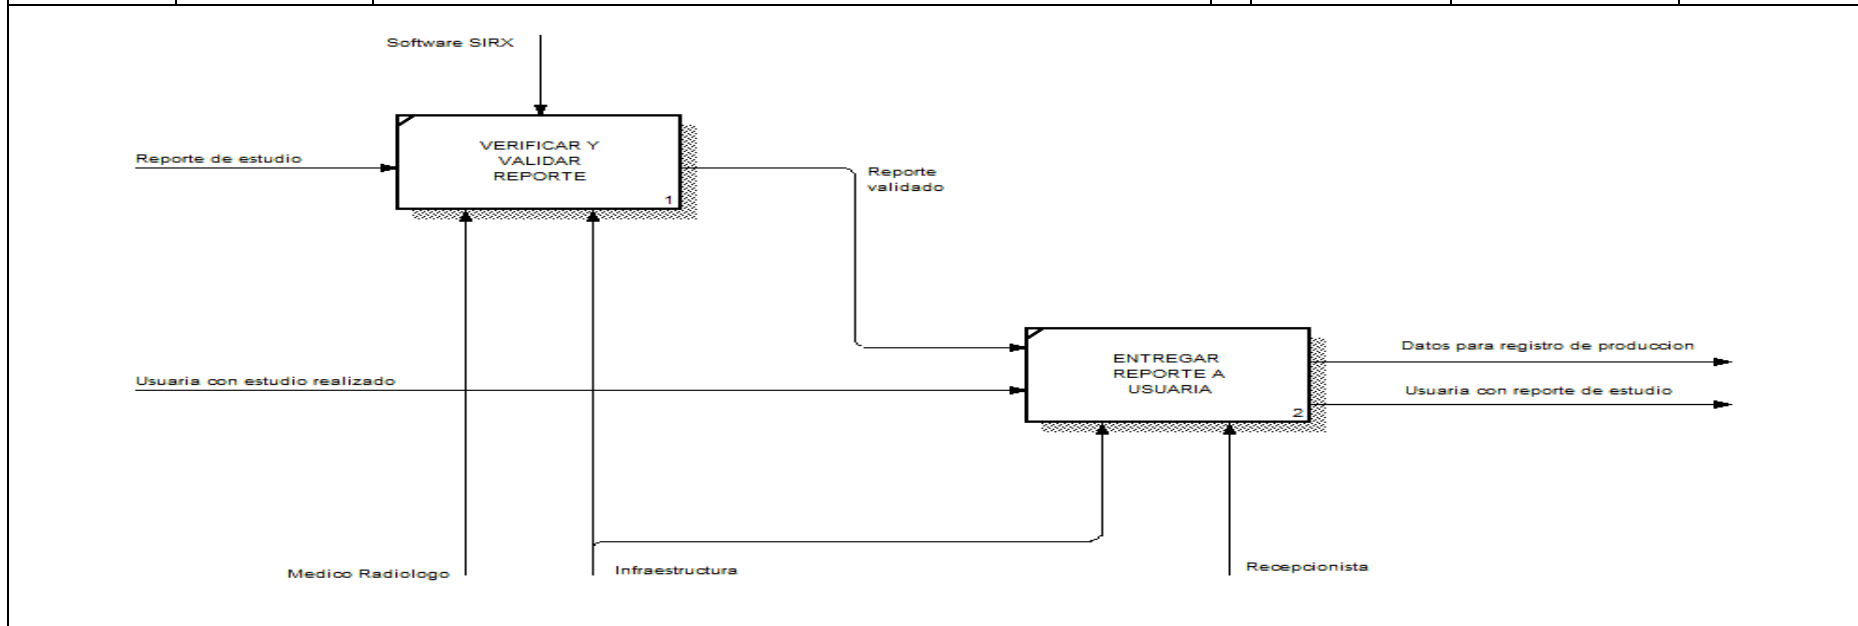 Software SIRX
VERIFICAR Y
VALIDAR
REPORTE
1
Reporte de estudio
Reporte
validado
Usuaria con estudio realizado
ENTREGAR
REPORTE A
USUARIA
2
Datos para registro de produccion
Usuaria con reporte de estudio
Medico Radiologo
Infraestructura
Recepcionista